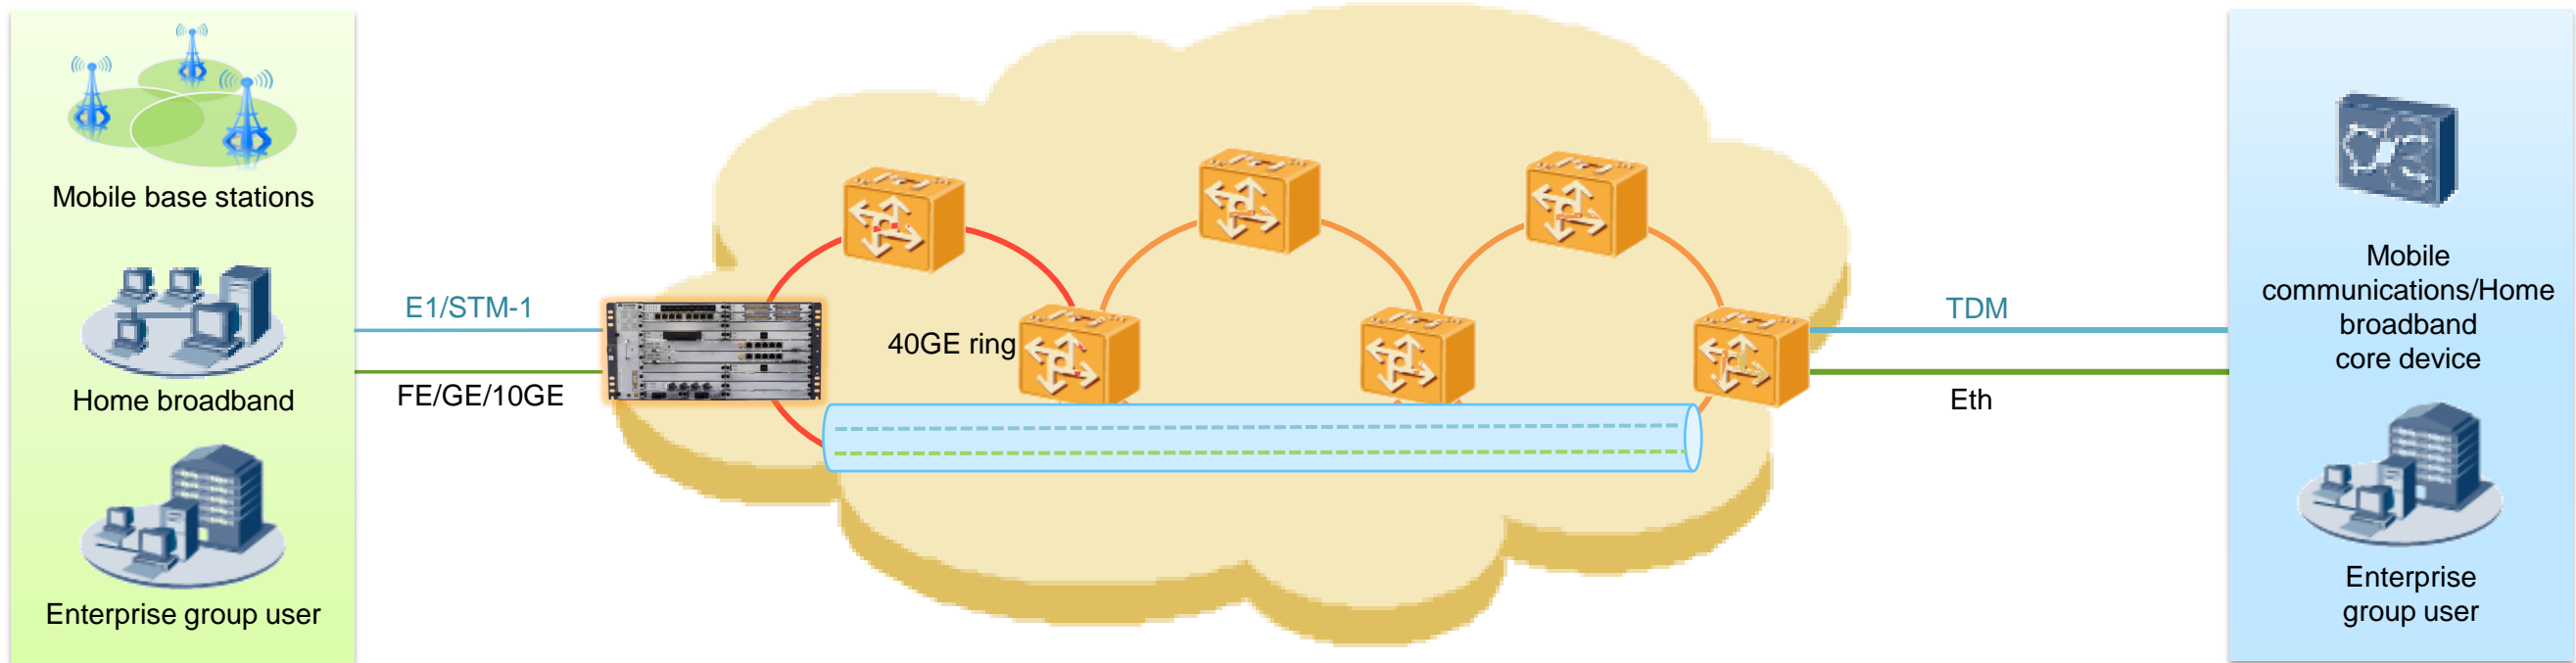 Mobile base stations
Home broadband
Enterprise group user
E1/STM-1
FE/GE/10GE
40GE ring
TDM
Eth
Mobile
communications/Home
broadband
core device
Enterprise
group user